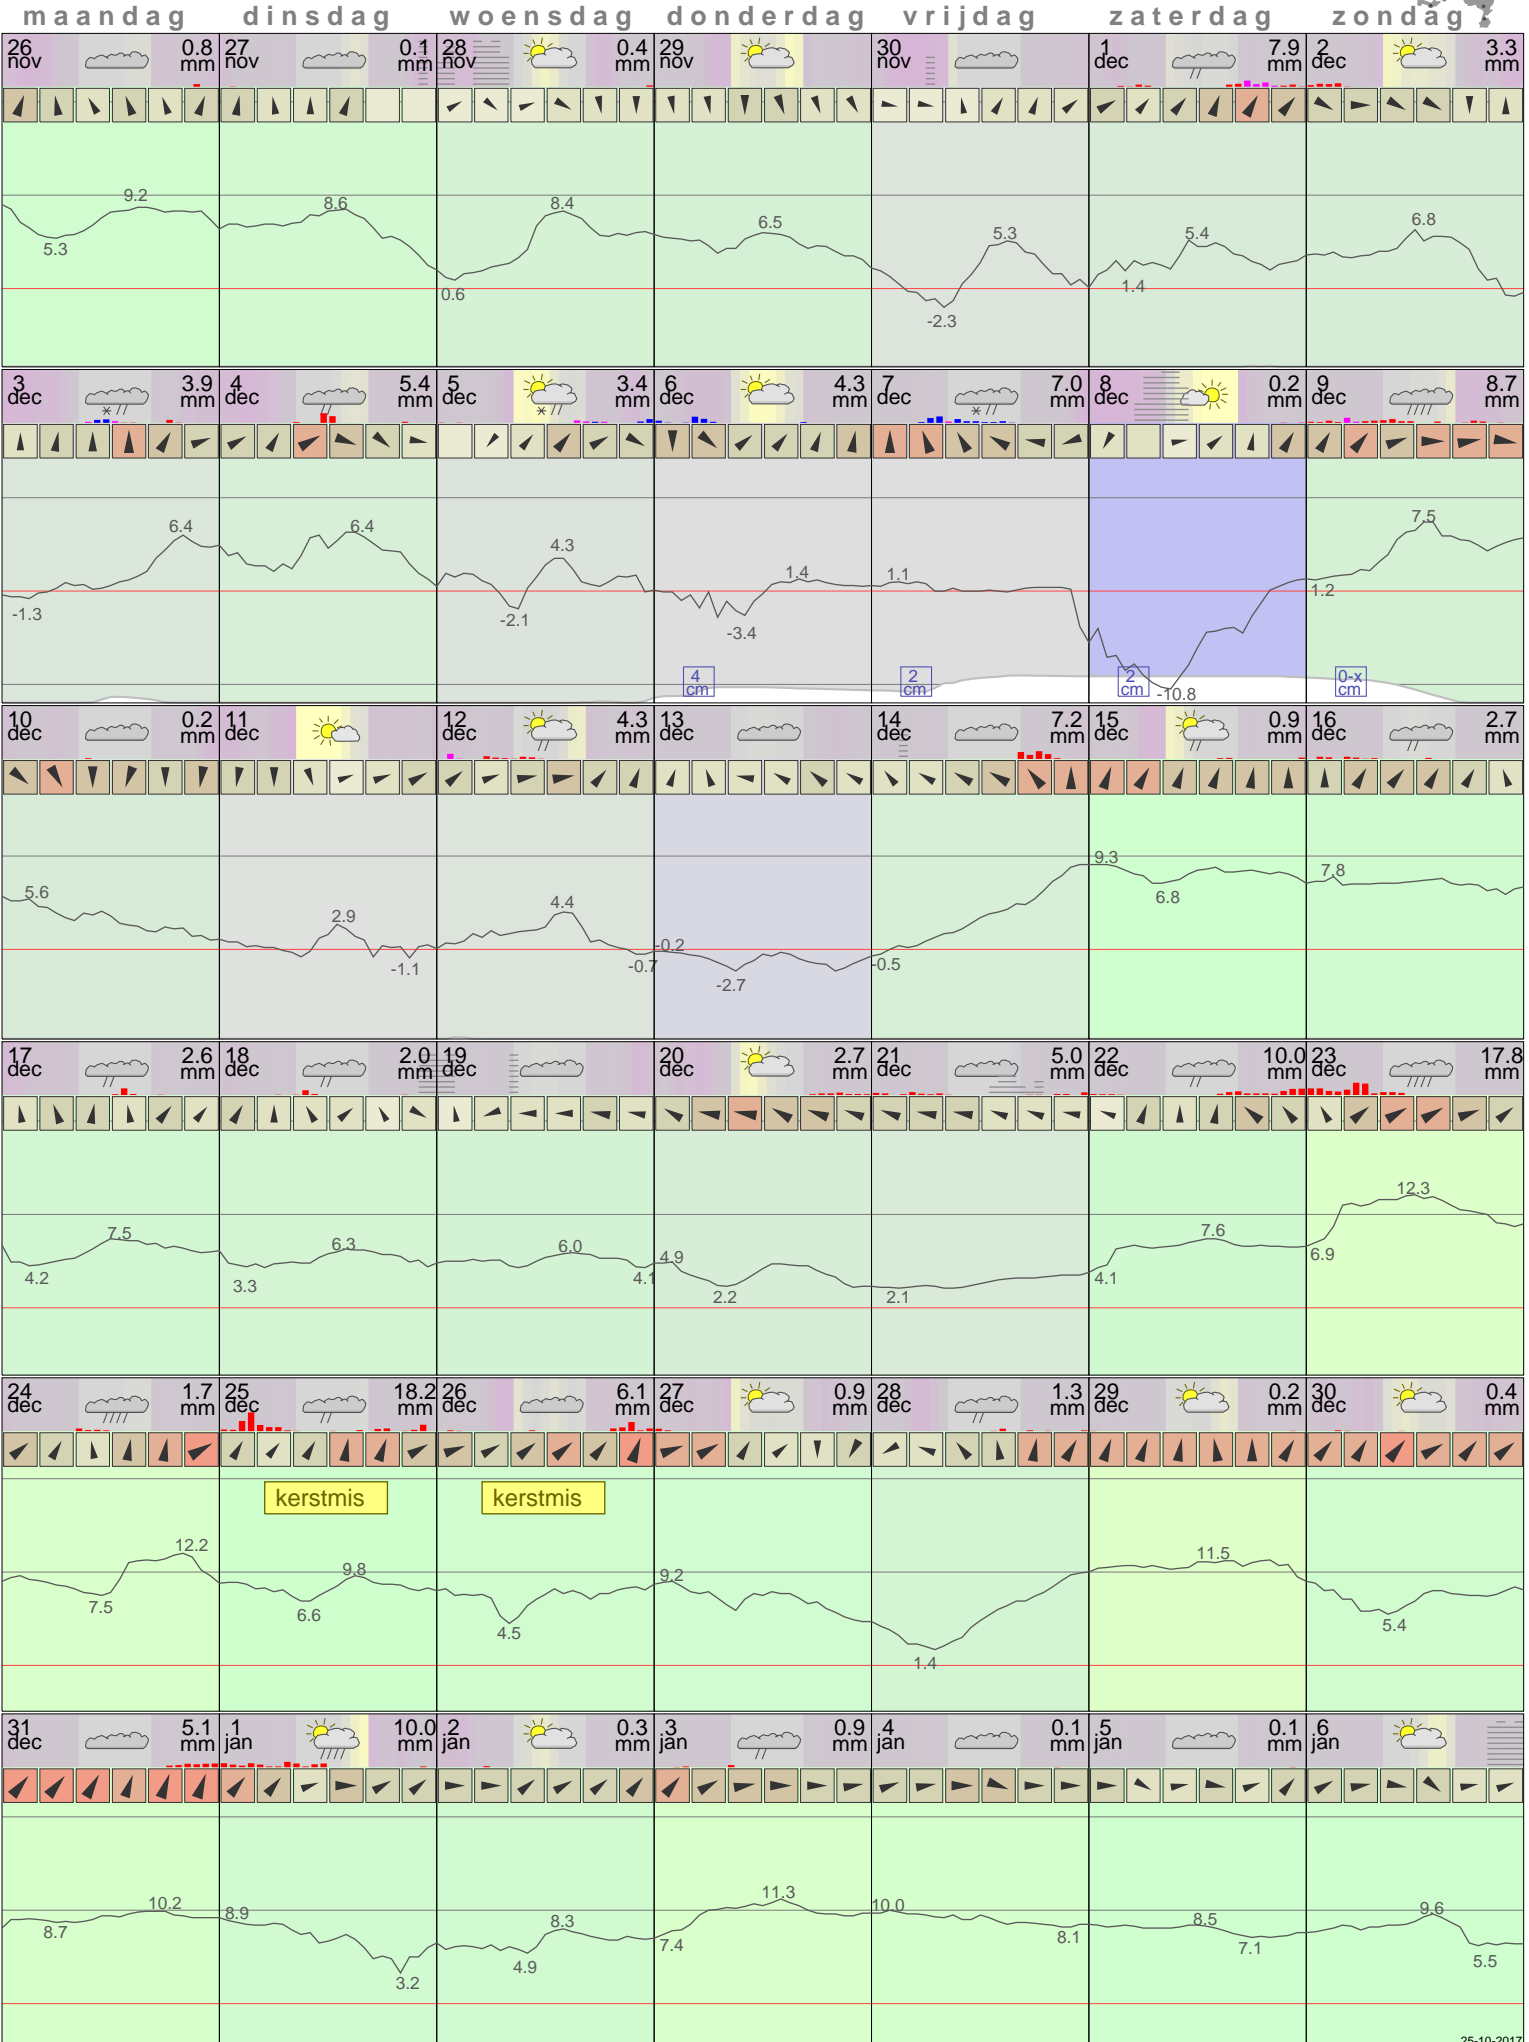 maandag dinsdag woensdag donderdag vrijdag zaterdag zondag
26 nov 0.8 mm 27 nov 0.1 mm 28 nov 0.4 mm 29 nov 30 nov 1 dec 7.9 mm 2 dec 3.3 mm
9.2 8.6 8.4 6.5 5.3 5.4 6.8
5.3 0.6 -2.3 1.4
3 dec 3.9 mm 4 dec 5.4 mm 5 dec 3.4 mm 6 dec 4.3 mm 7 dec 7.0 mm 8 dec 0.2 mm 9 dec 8.7 mm
6.4 6.4 4.3 1.4 1.1 7.5
-1.3 -2.1 -3.4 -10.8 1.2
4 cm 2 cm 2 cm 0-x cm
10 dec 0.2 mm 11 dec 12 dec 4.3 mm 13 dec 14 dec 7.2 mm 15 dec 0.9 mm 16 dec 2.7 mm
5.6 2.9 4.4 -0.2 9.3 7.8
-1.1 -0.7 -2.7 -0.5 6.8
17 dec 2.6 mm 18 dec 2.0 mm 19 dec 20 dec 2.7 mm 21 dec 5.0 mm 22 dec 10.0 mm 23 dec 17.8 mm
7.5 6.3 6.0 4.9 7.6 12.3
4.2 3.3 4.1 2.2 2.1 4.1 6.9
24 dec 1.7 mm 25 dec 18.2 mm 26 dec 6.1 mm 27 dec 0.9 mm 28 dec 1.3 mm 29 dec 0.2 mm 30 dec 0.4 mm
kerstmis kerstmis
12.2 9.8 9.2 11.5
7.5 6.6 4.5 1.4 5.4
31 dec 5.1 mm 1 jan 10.0 mm 2 jan 0.3 mm 3 jan 0.9 mm 4 jan 0.1 mm 5 jan 0.1 mm 6 jan
10.2 8.9 8.3 11.3 10.0 8.5 9.6
8.7 3.2 4.9 7.4 8.1 7.1 5.5
25-10-2017